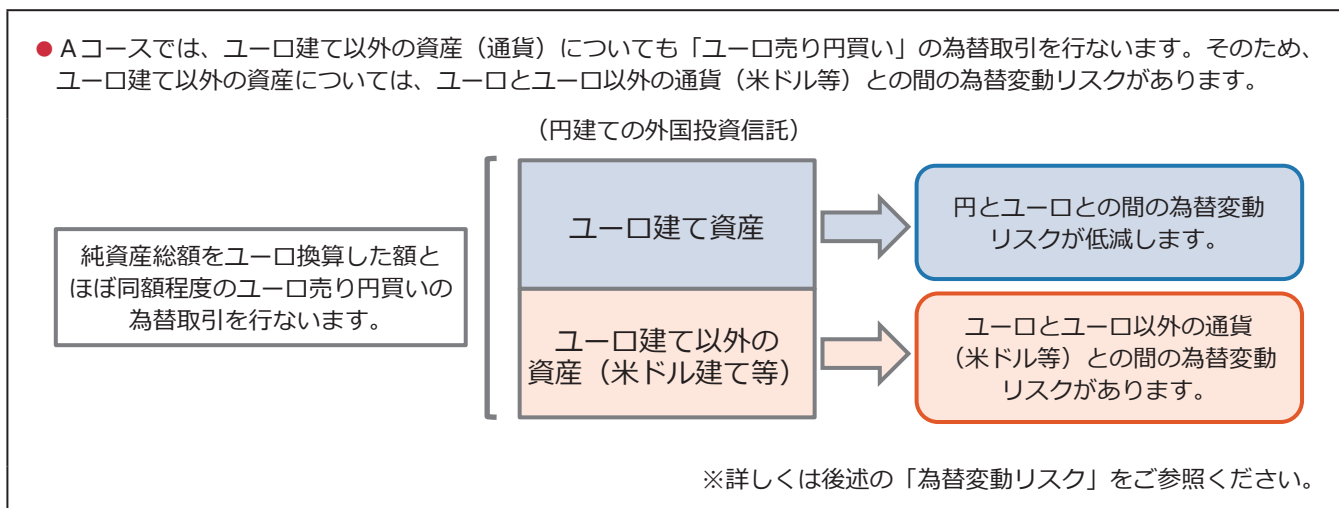 ● Aコースでは、ユーロ建て以外の資産（通貨）についても「ユーロ売り円買い」の為替取引を行ないます。そのため、
ユーロ建て以外の資産については、ユーロとユーロ以外の通貨（米ドル等）との間の為替変動リスクがあります。
（円建ての外国投資信託）
純資産総額をユーロ換算した額と
ほぼ同額程度のユーロ売り円買いの
為替取引を行ないます。
ユーロ建て資産
円とユーロとの間の為替変動
リスクが低減します。
ユーロ建て以外の
資産（米ドル建て等）
ユーロとユーロ以外の通貨
（米ドル等）との間の為替変動
リスクがあります。
※詳しくは後述の「為替変動リスク」をご参照ください。